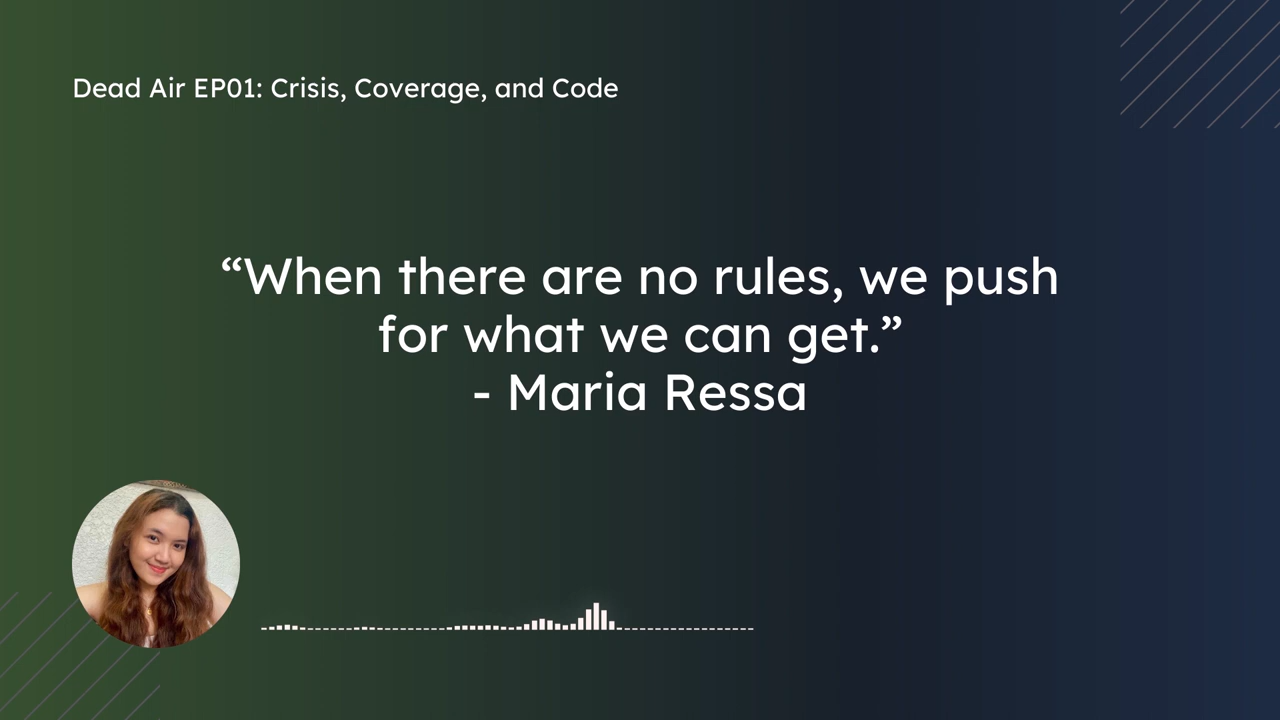 Dead Air EP01: Crisis, Coverage, and Code
“When there are no rules, we push
for what we can get.”
- Maria Ressa